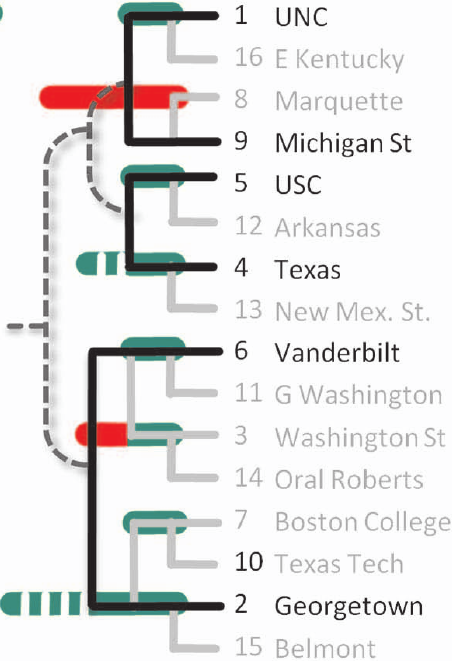 1 UNC
16 E Kentucky
8 Marquette
9 Michigan St
5 USC
12 Arkansas
4 Texas
13 New Mex. St.
6 Vanderbilt
11 G Washington
3 Washington St
14 Oral Roberts
7 Boston College
10 Texas Tech
2 Georgetown
15 Belmont